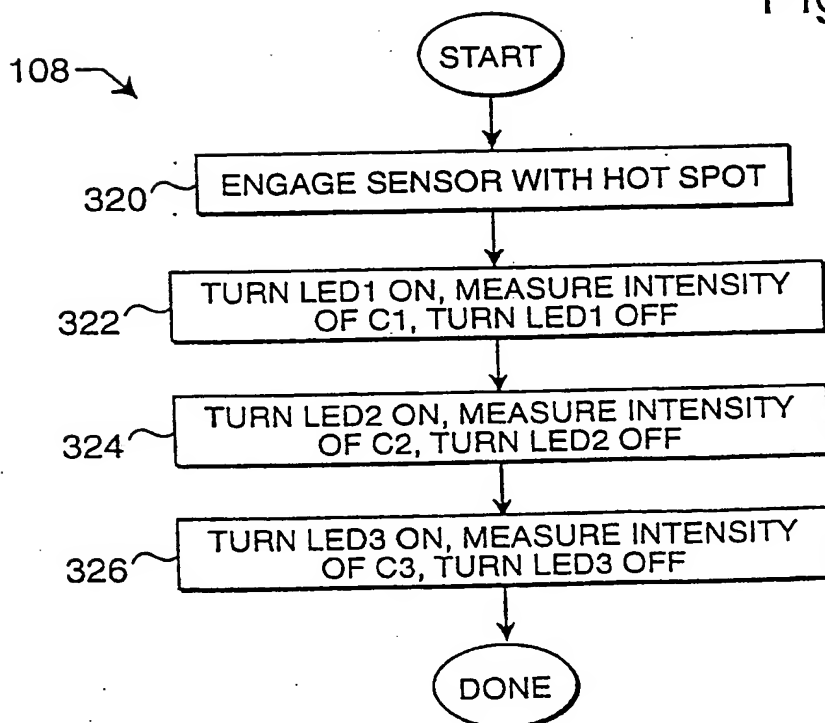 Fig
START
108
ENGAGE SENSOR WITH HOT SPOT
320
TURN LED1 ON, MEASURE INTENSITY
OF C1, TURN LED1 OFF
322
TURN LED2 ON, MEASURE INTENSITY
OF C2, TURN LED2 OFF
324
TURN LED3 ON, MEASURE INTENSITY
OF C3, TURN LED3 OFF
326
DONE